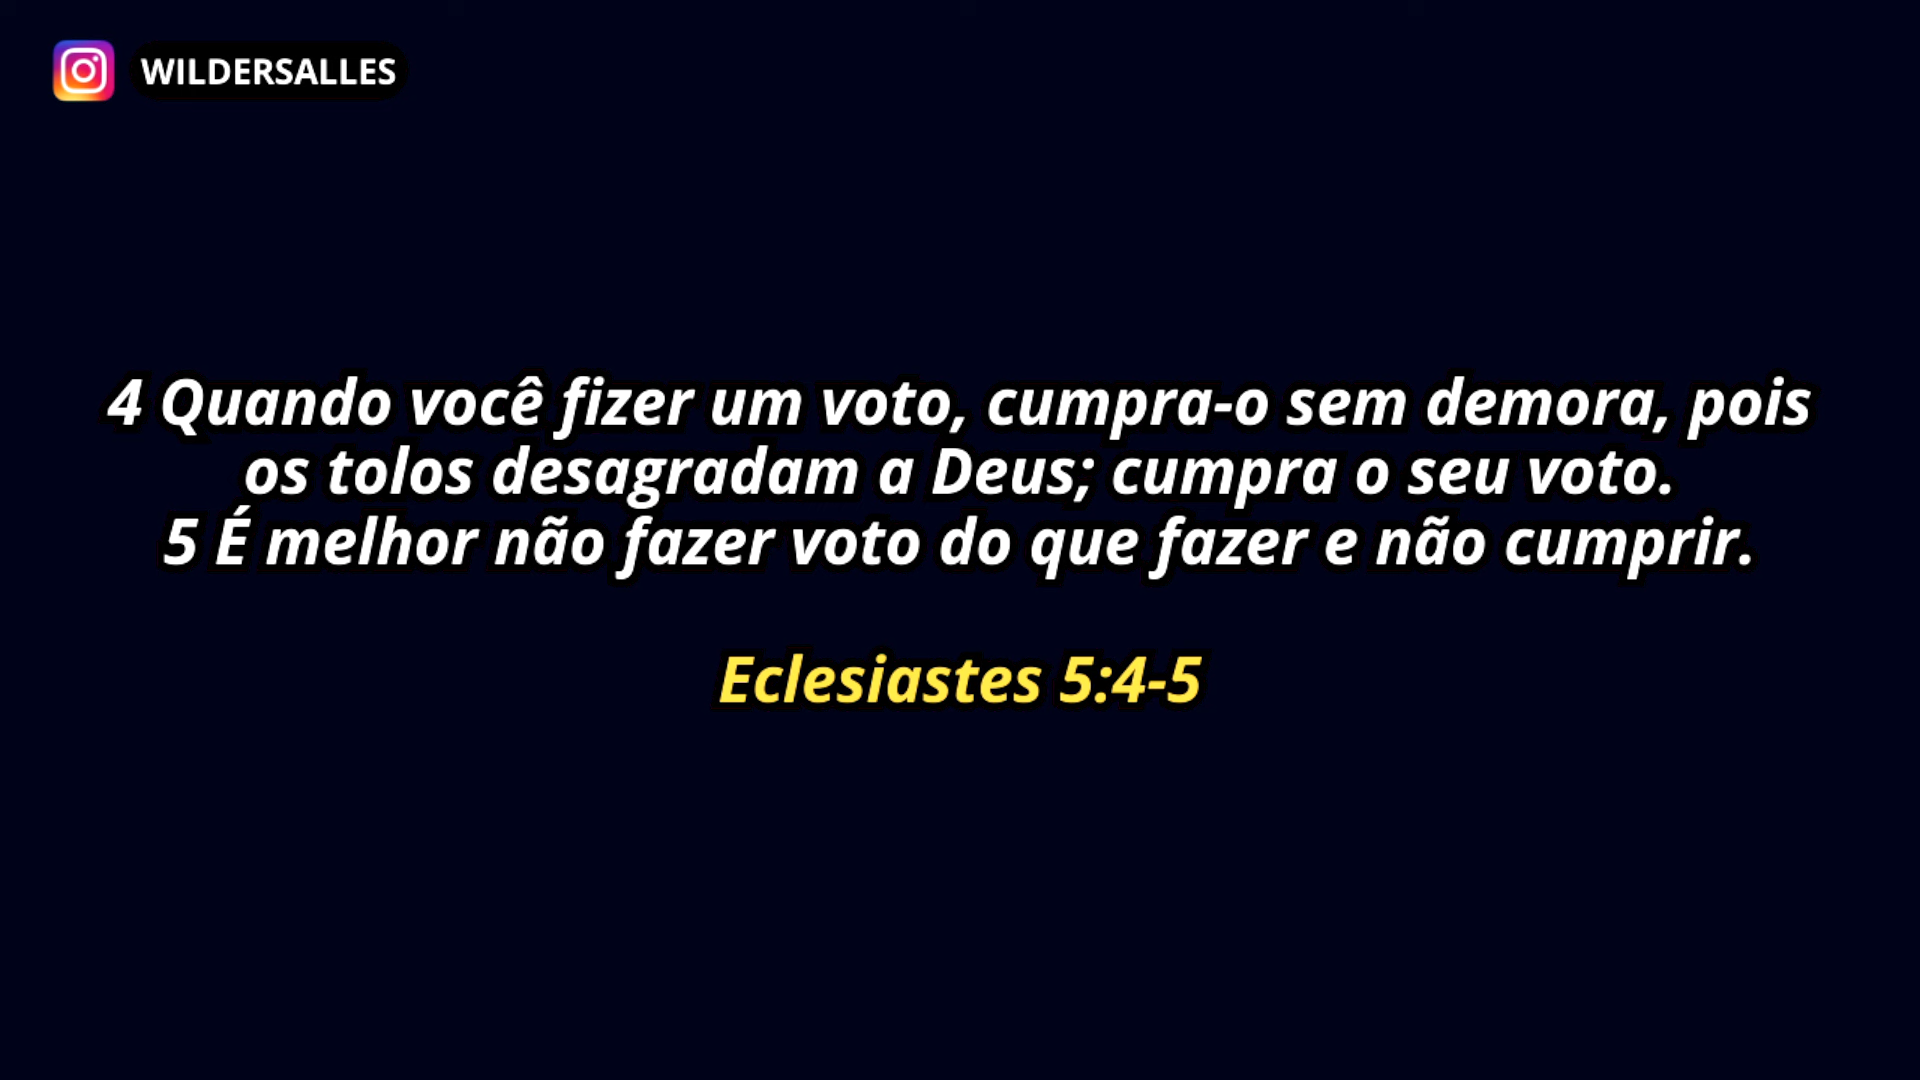 WILDERSALLES
4 Quando você fizer um voto, cumpra-o sem demora, pois
os tolos desagradam a Deus; cumpra o seu voto.
5 É melhor não fazer voto do que fazer e não cumprir.
Eclesiastes 5:4-5